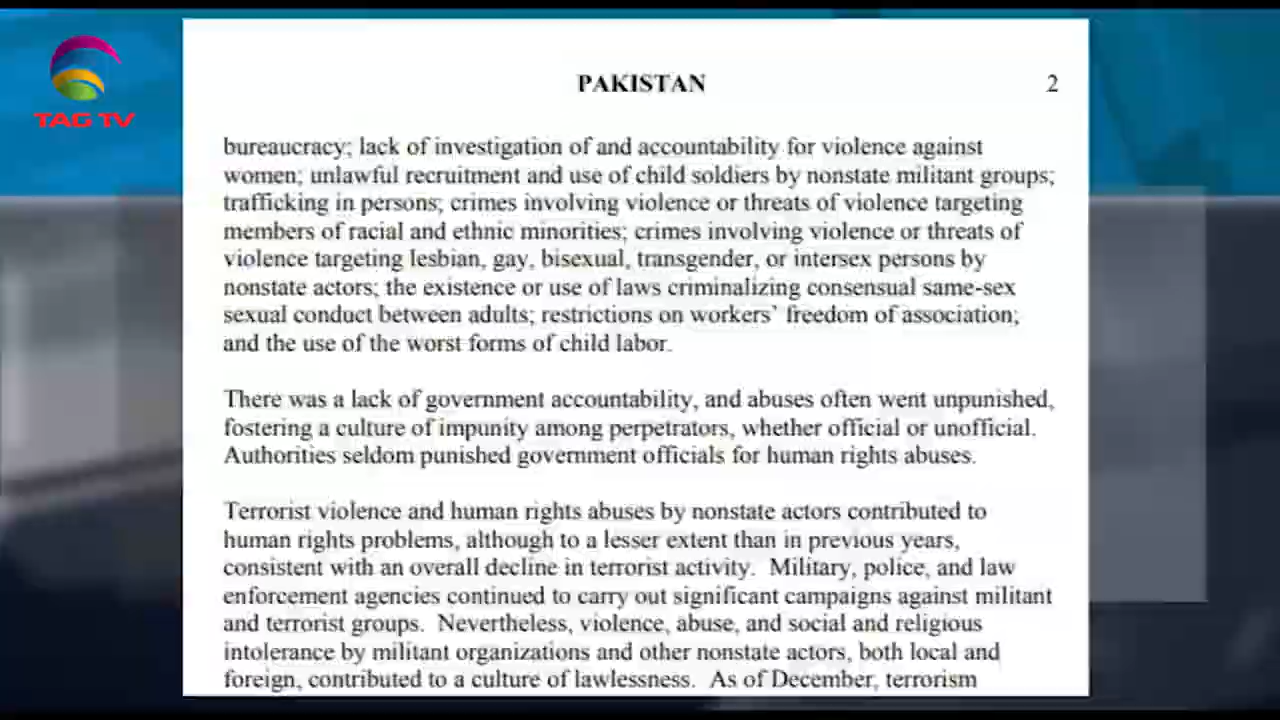 TAG TV
PAKISTAN 2
bureaucracy; lack of investigation of and accountability for violence against
women; unlawful recruitment and use of child soldiers by nonstate militant groups;
trafficking in persons; crimes involving violence or threats of violence targeting
members of racial and ethnic minorities; crimes involving violence or threats of
violence targeting lesbian, gay, bisexual, transgender, or intersex persons by
nonstate actors; the existence or use of laws criminalizing consensual same-sex
sexual conduct between adults; restrictions on workers’ freedom of association;
and the use of the worst forms of child labor.
There was a lack of government accountability, and abuses often went unpunished,
fostering a culture of impunity among perpetrators, whether official or unofficial.
Authorities seldom punished government officials for human rights abuses.
Terrorist violence and human rights abuses by nonstate actors contributed to
human rights problems, although to a lesser extent than in previous years,
consistent with an overall decline in terrorist activity.  Military, police, and law
enforcement agencies continued to carry out significant campaigns against militant
and terrorist groups.  Nevertheless, violence, abuse, and social and religious
intolerance by militant organizations and other nonstate actors, both local and
foreign, contributed to a culture of lawlessness.  As of December, terrorism